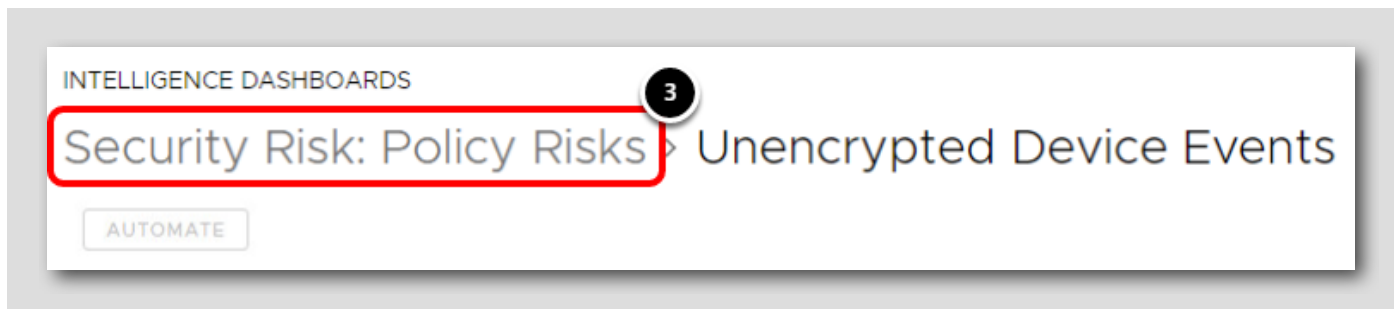 INTELLIGENCE DASHBOARDS
3
Security Risk: Policy Risks > Unencrypted Device Events
AUTOMATE